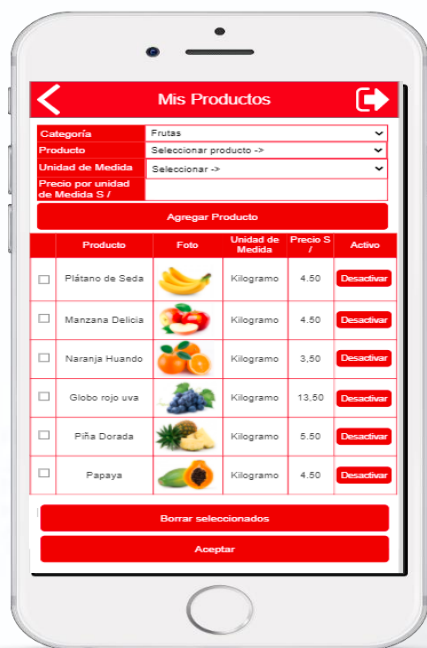 Mis Productos
Categoría Frutas
Producto Seleccionar producto ->
Unidad de Medida Seleccionar ->
Precio por unidad
de Medida S /
Agregar Producto
Producto Foto Unidad de Medida Precio S / Activo
Plátano de Seda Kilogramo 4.50 Desactivar
Manzana Delicia Kilogramo 4.50 Desactivar
Naranja Huando Kilogramo 3,50 Desactivar
Globo rojo uva Kilogramo 13,50 Desactivar
Piña Dorada Kilogramo 5.50 Desactivar
Papaya Kilogramo 4.50 Desactivar
Borrar seleccionados
Aceptar